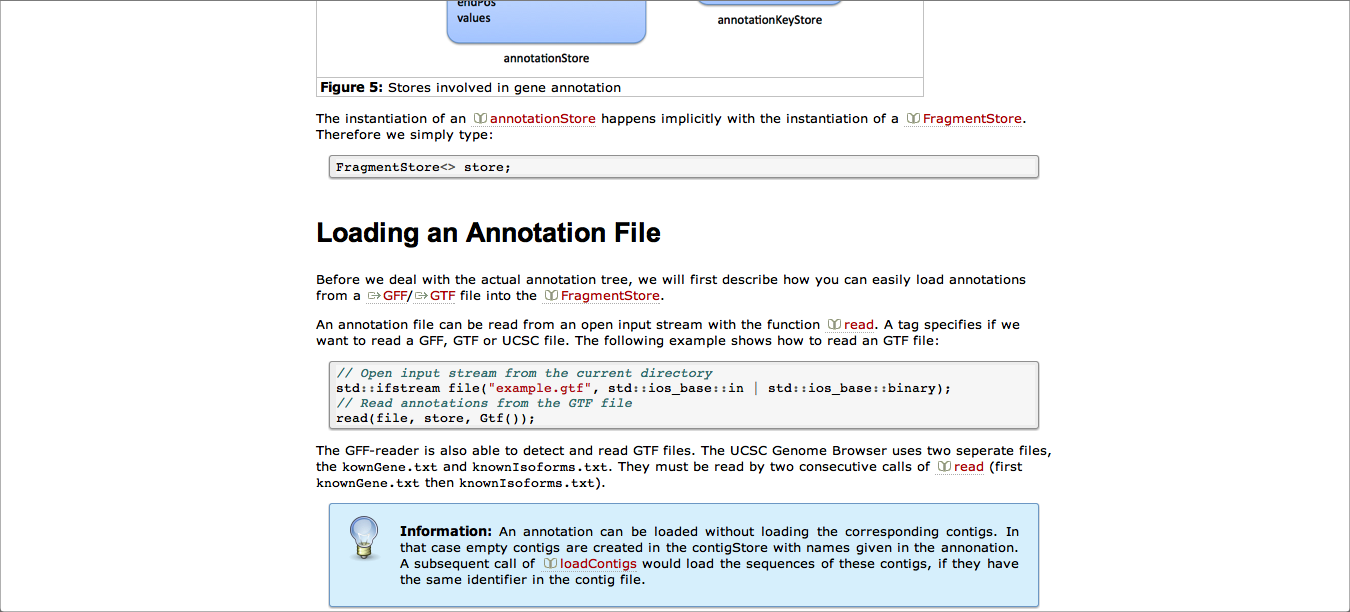 endPos
values
annotationKeyStore
annotationStore
Figure 5: Stores involved in gene annotation
The instantiation of an annotationStore happens implicitly with the instantiation of a FragmentStore.
Therefore we simply type:
FragmentStore<> store;
Loading an Annotation File
Before we deal with the actual annotation tree, we will first describe how you can easily load annotations
from a GFF/GTF file into the FragmentStore.
An annotation file can be read from an open input stream with the function read. A tag specifies if we
want to read a GFF, GTF or UCSC file. The following example shows how to read an GTF file:
// Open input stream from the current directory
std::ifstream file("example.gtf", std::ios_base::in | std::ios_base::binary);
// Read annotations from the GTF file
read(file, store, Gtf());
The GFF-reader is also able to detect and read GTF files. The UCSC Genome Browser uses two seperate files,
the kownGene.txt and knownIsoforms.txt. They must be read by two consecutive calls of read (first
knownGene.txt then knownIsoforms.txt).
Information: An annotation can be loaded without loading the corresponding contigs. In
that case empty contigs are created in the contigStore with names given in the annonation.
A subsequent call of loadContigs would load the sequences of these contigs, if they have
the same identifier in the contig file.